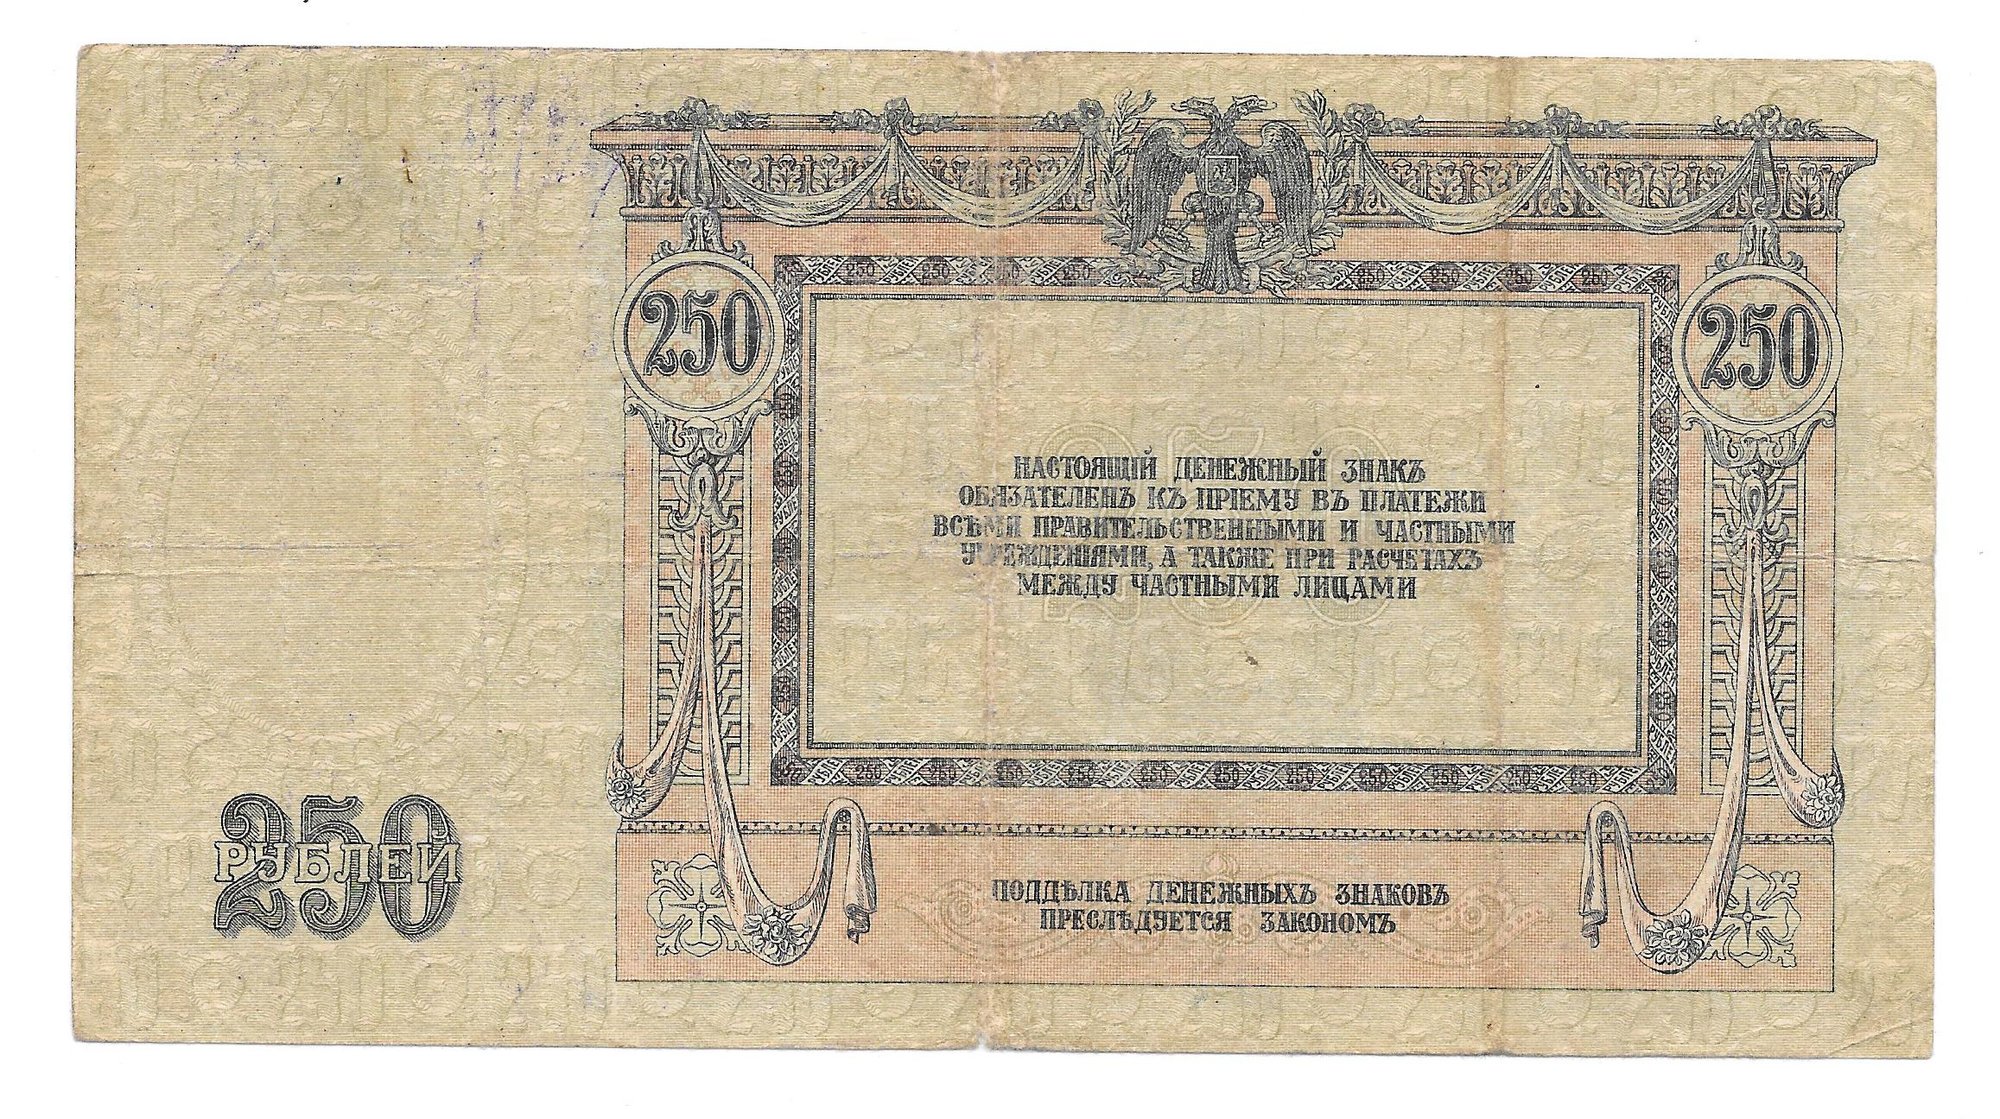 250
250
НАСТОЯЩІЙ ДЕНЕЖНЫЙ ЗНАКЪ
ОБЯЗАТЕЛЕНЪ КЪ ПРІЕМУ ВЪ ПЛАТЕЖИ
ВСѢМИ ПРАВИТЕЛЬСТВЕННЫМИ И ЧАСТНЫМИ
УЧРЕЖДЕНІЯМИ, А ТАКЖЕ ПРИ РАСЧЕТАХЪ
МЕЖДУ ЧАСТНЫМИ ЛИЦАМИ
250
РУБЛЕЙ
ПОДДѢЛКА ДЕНЕЖНЫХЪ ЗНАКОВЪ
ПРЕСЛѢДУЕТСЯ ЗАКОНОМЪ